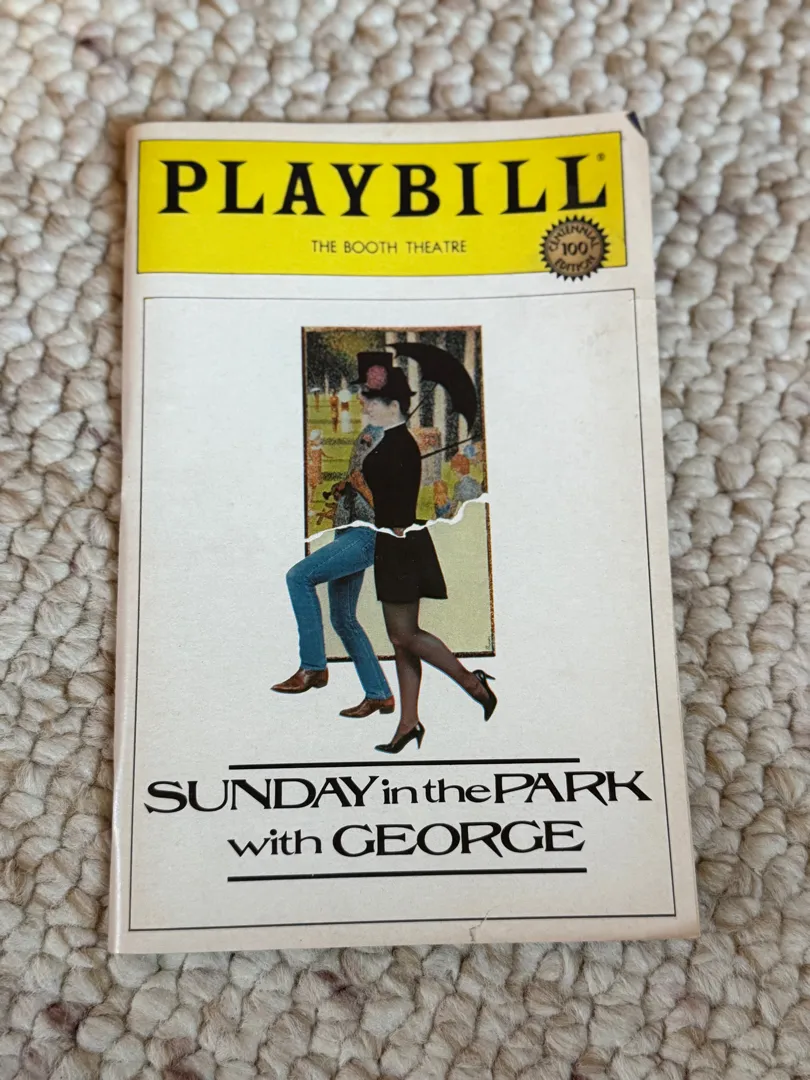 PLAYBILL®
THE BOOTH THEATRE
CENTENNIAL
100
EDITION
SUNDAY in the PARK
with GEORGE